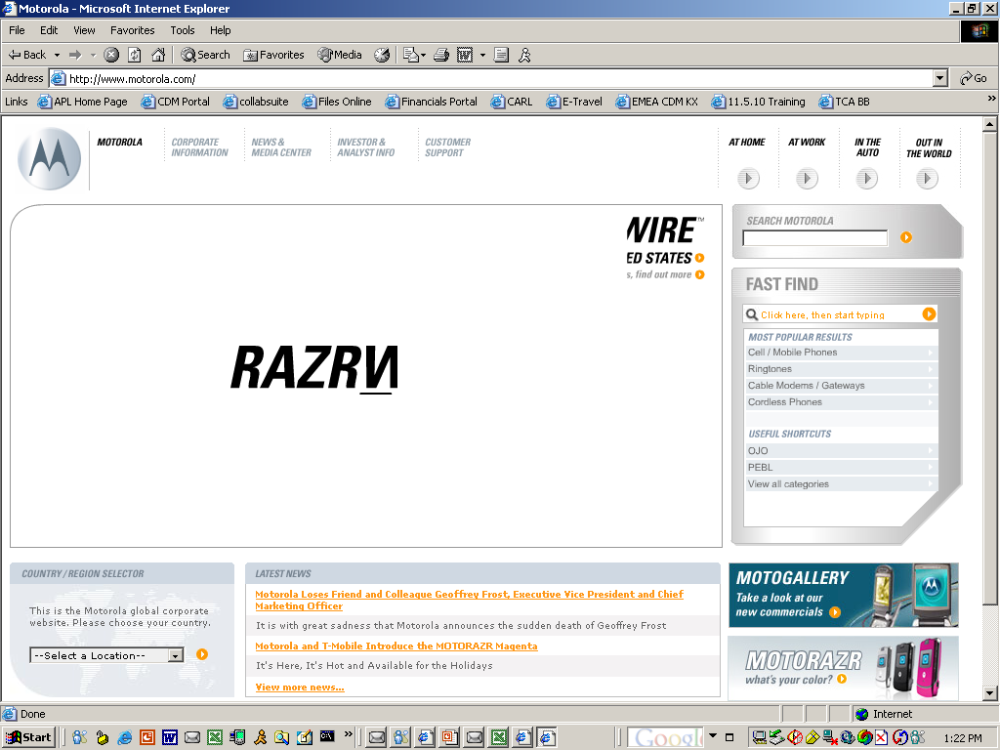 Motorola - Microsoft Internet Explorer
File Edit View Favorites Tools Help
Back Search Favorites Media
Address http://www.motorola.com/ Go
Links APL Home Page CDM Portal collabsuite Files Online Financials Portal CARL E-Travel EMEA CDM KX 11.5.10 Training TCA BB
MOTOROLA
CORPORATE
INFORMATION
NEWS &
MEDIA CENTER
INVESTOR &
ANALYST INFO
CUSTOMER
SUPPORT
AT HOME
AT WORK
IN THE
AUTO
OUT IN
THE WORLD
WIRE™
ED STATES
s, find out more
RAZR
SEARCH MOTOROLA
FAST FIND
Click here, then start typing
MOST POPULAR RESULTS
Cell / Mobile Phones
Ringtones
Cable Modems / Gateways
Cordless Phones
USEFUL SHORTCUTS
OJO
PEBL
View all categories
COUNTRY / REGION SELECTOR
This is the Motorola global corporate
website. Please choose your country.
--Select a Location--
LATEST NEWS
Motorola Loses Friend and Colleague Geoffrey Frost, Executive Vice President and Chief
Marketing Officer
It is with great sadness that Motorola announces the sudden death of Geoffrey Frost
Motorola and T-Mobile Introduce the MOTORAZR Magenta
It's Here, It's Hot and Available for the Holidays
View more news...
MOTOGALLERY
Take a look at our
new commercials
MOTORAZR
what's your color?
Done Internet
Start Google 1:22 PM